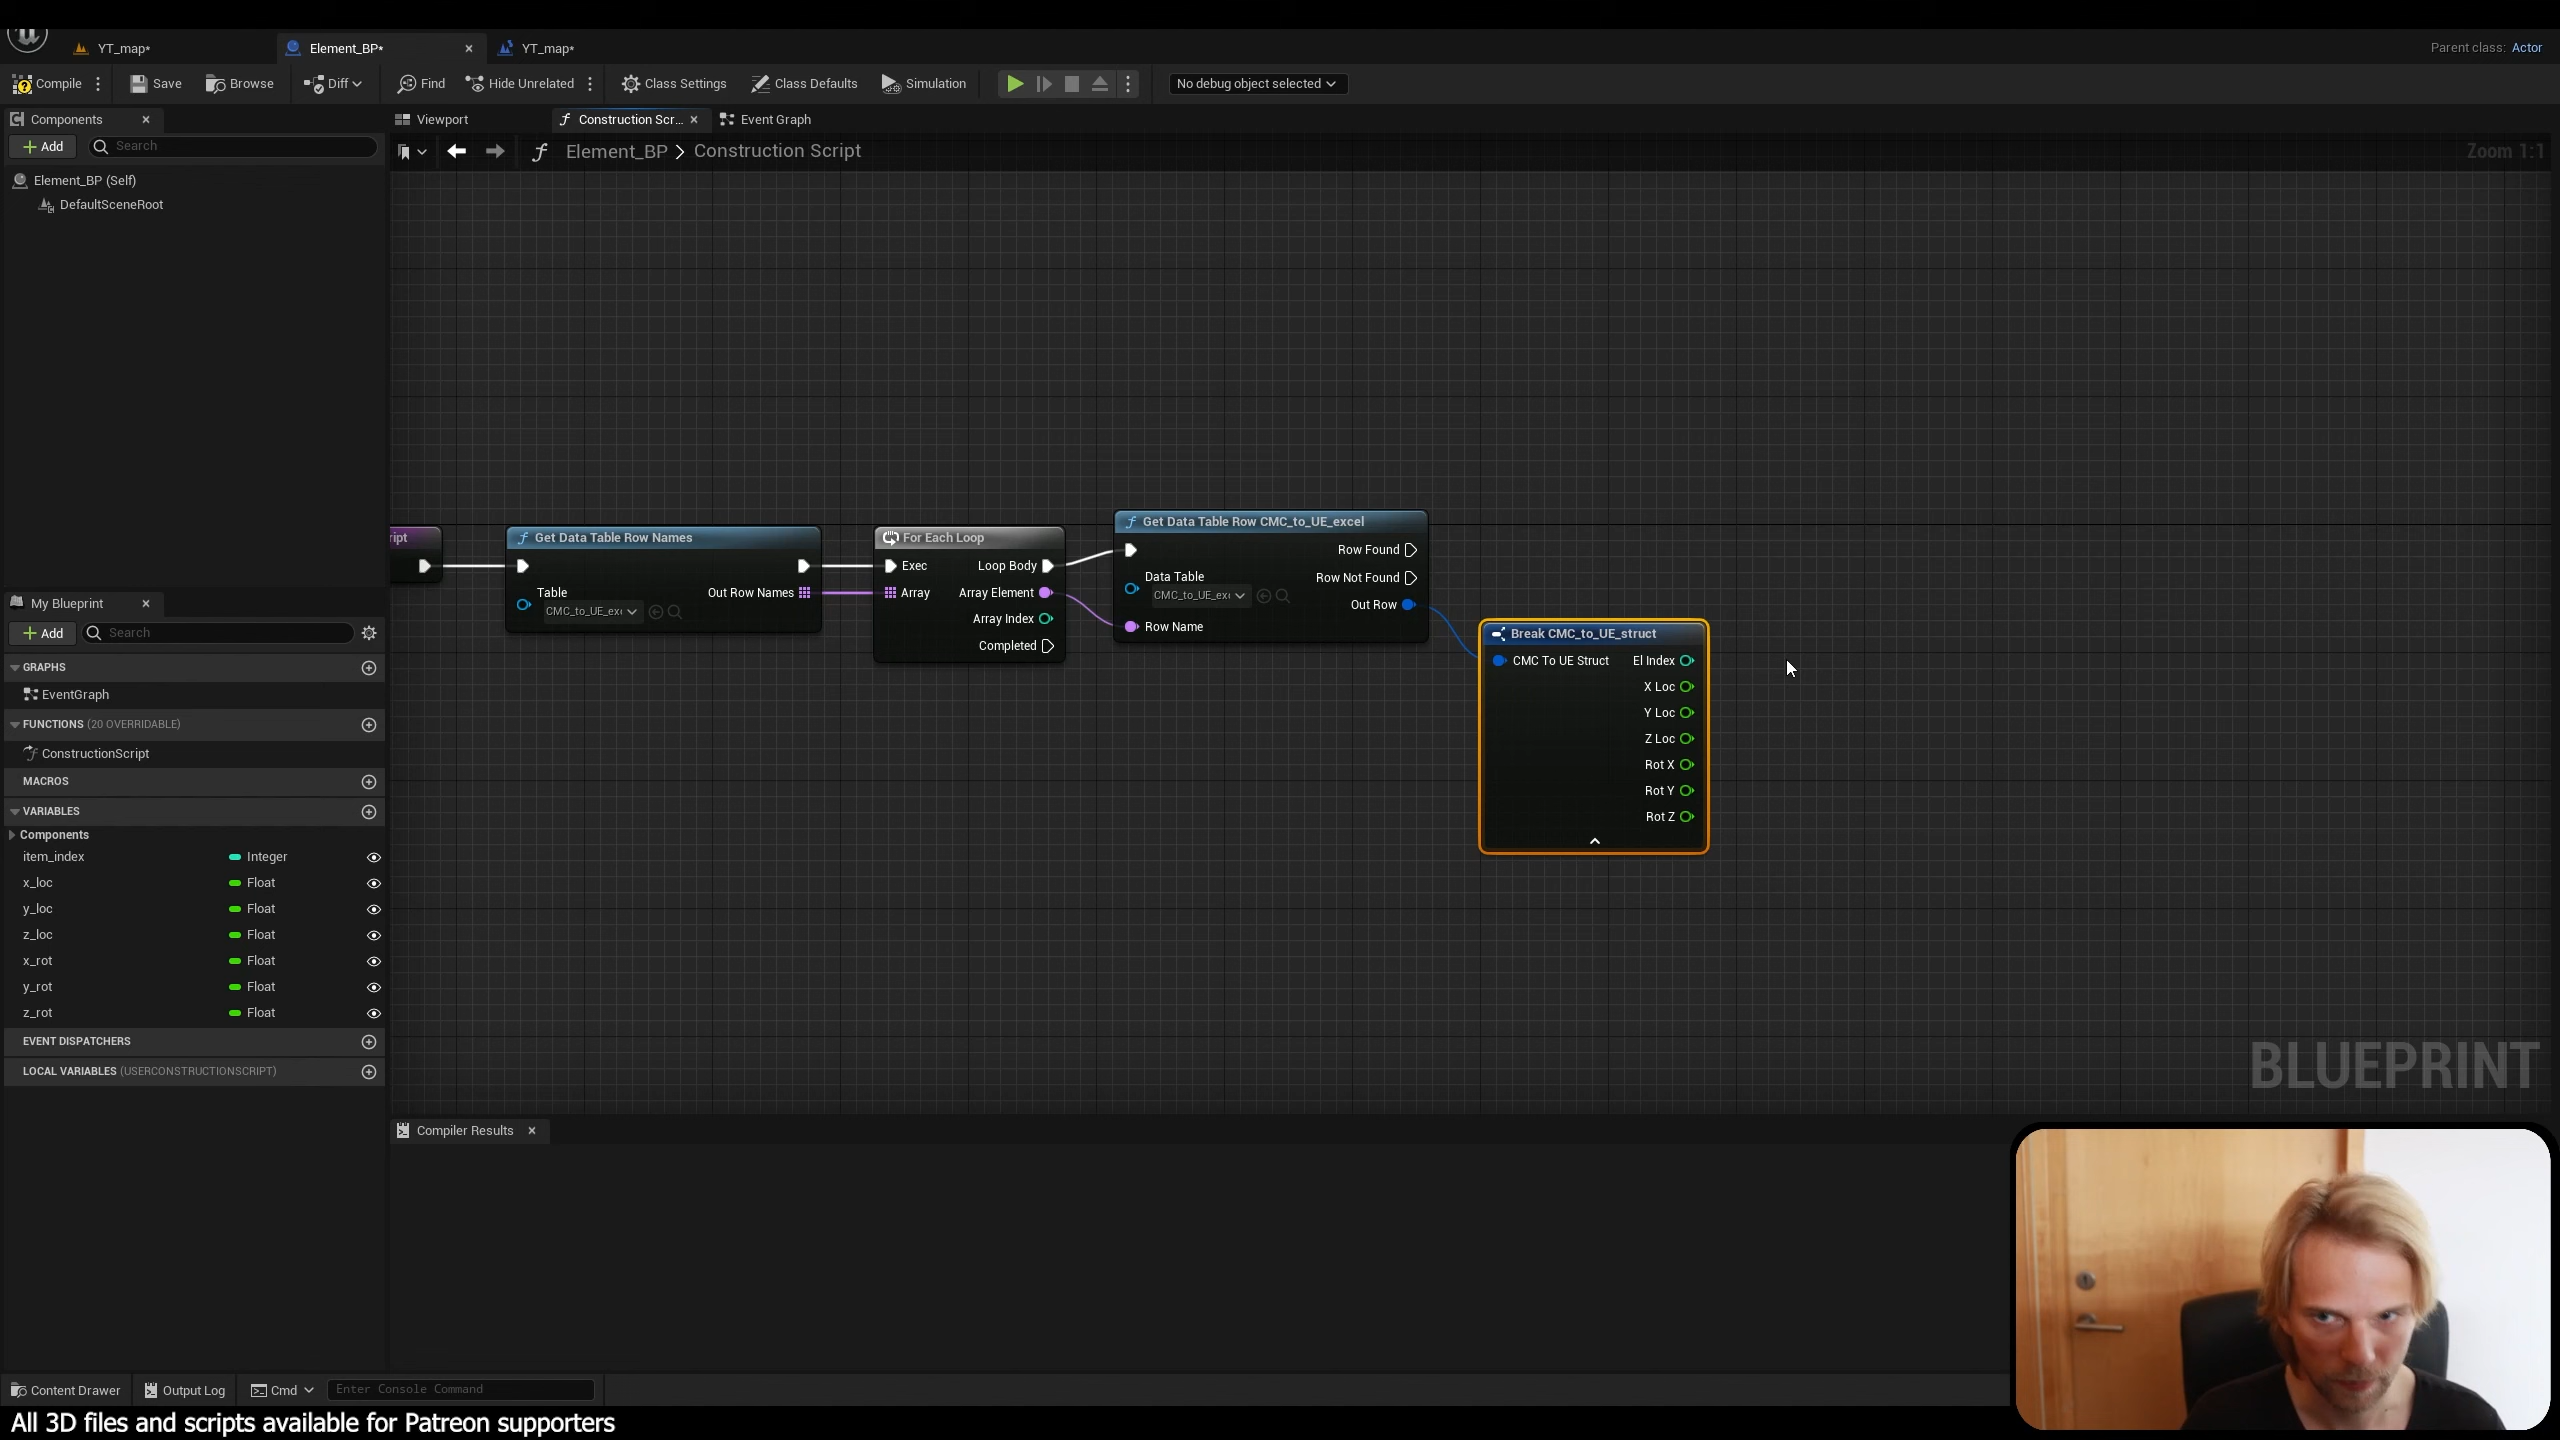 YT_map*
Element_BP*
YT_map*
Parent class: Actor
Compile
Save
Browse
Diff
Find
Hide Unrelated
Class Settings
Class Defaults
Simulation
No debug object selected
Components
Viewport
Construction Scr...
Event Graph
Add
Search
Element_BP > Construction Script
Zoom 1:1
Element_BP (Self)
DefaultSceneRoot
ript
Get Data Table Row Names
Table
CMC_to_UE_ex
Out Row Names
For Each Loop
Exec
Loop Body
Array
Array Element
Array Index
Completed
Get Data Table Row CMC_to_UE_excel
Row Found
Data Table
Row Not Found
CMC_to_UE_ex
Out Row
Row Name
Break CMC_to_UE_struct
CMC To UE Struct
El Index
X Loc
Y Loc
Z Loc
Rot X
Rot Y
Rot Z
My Blueprint
Add
Search
GRAPHS
EventGraph
FUNCTIONS (20 OVERRIDABLE)
ConstructionScript
MACROS
VARIABLES
Components
item_index Integer
x_loc Float
y_loc Float
z_loc Float
x_rot Float
y_rot Float
z_rot Float
EVENT DISPATCHERS
LOCAL VARIABLES (USERCONSTRUCTIONSCRIPT)
BLUEPRINT
Compiler Results
Content Drawer
Output Log
Cmd
Enter Console Command
All 3D files and scripts available for Patreon supporters